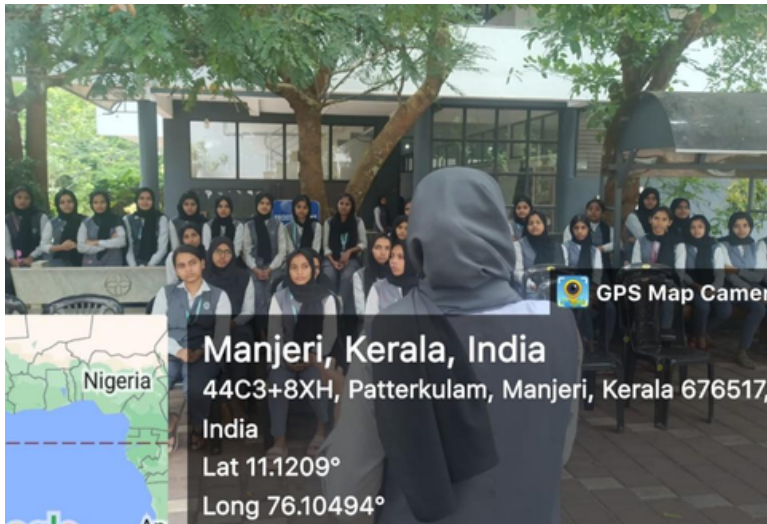 GPS Map Camer
Manjeri, Kerala, India
44C3+8XH, Patterkulam, Manjeri, Kerala 676517,
India
Lat 11.1209°
Long 76.10494°
Nigeria